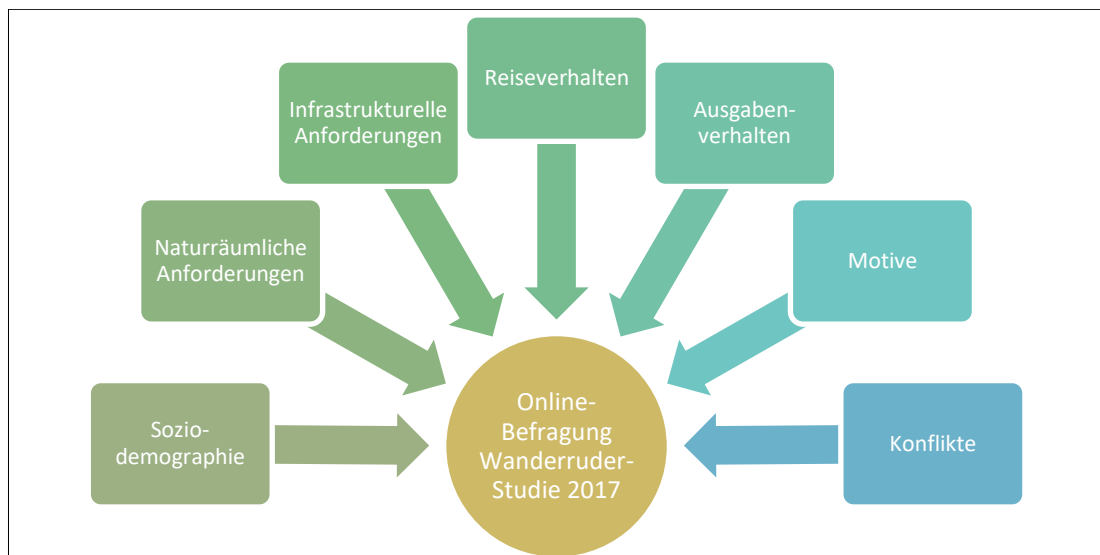 Reiseverhalten
Infrastrukturelle
Anforderungen
Ausgaben-
verhalten
Naturräumliche
Anforderungen
Motive
Sozio-
demographie
Online-
Befragung
Wanderruder-
Studie 2017
Konflikte